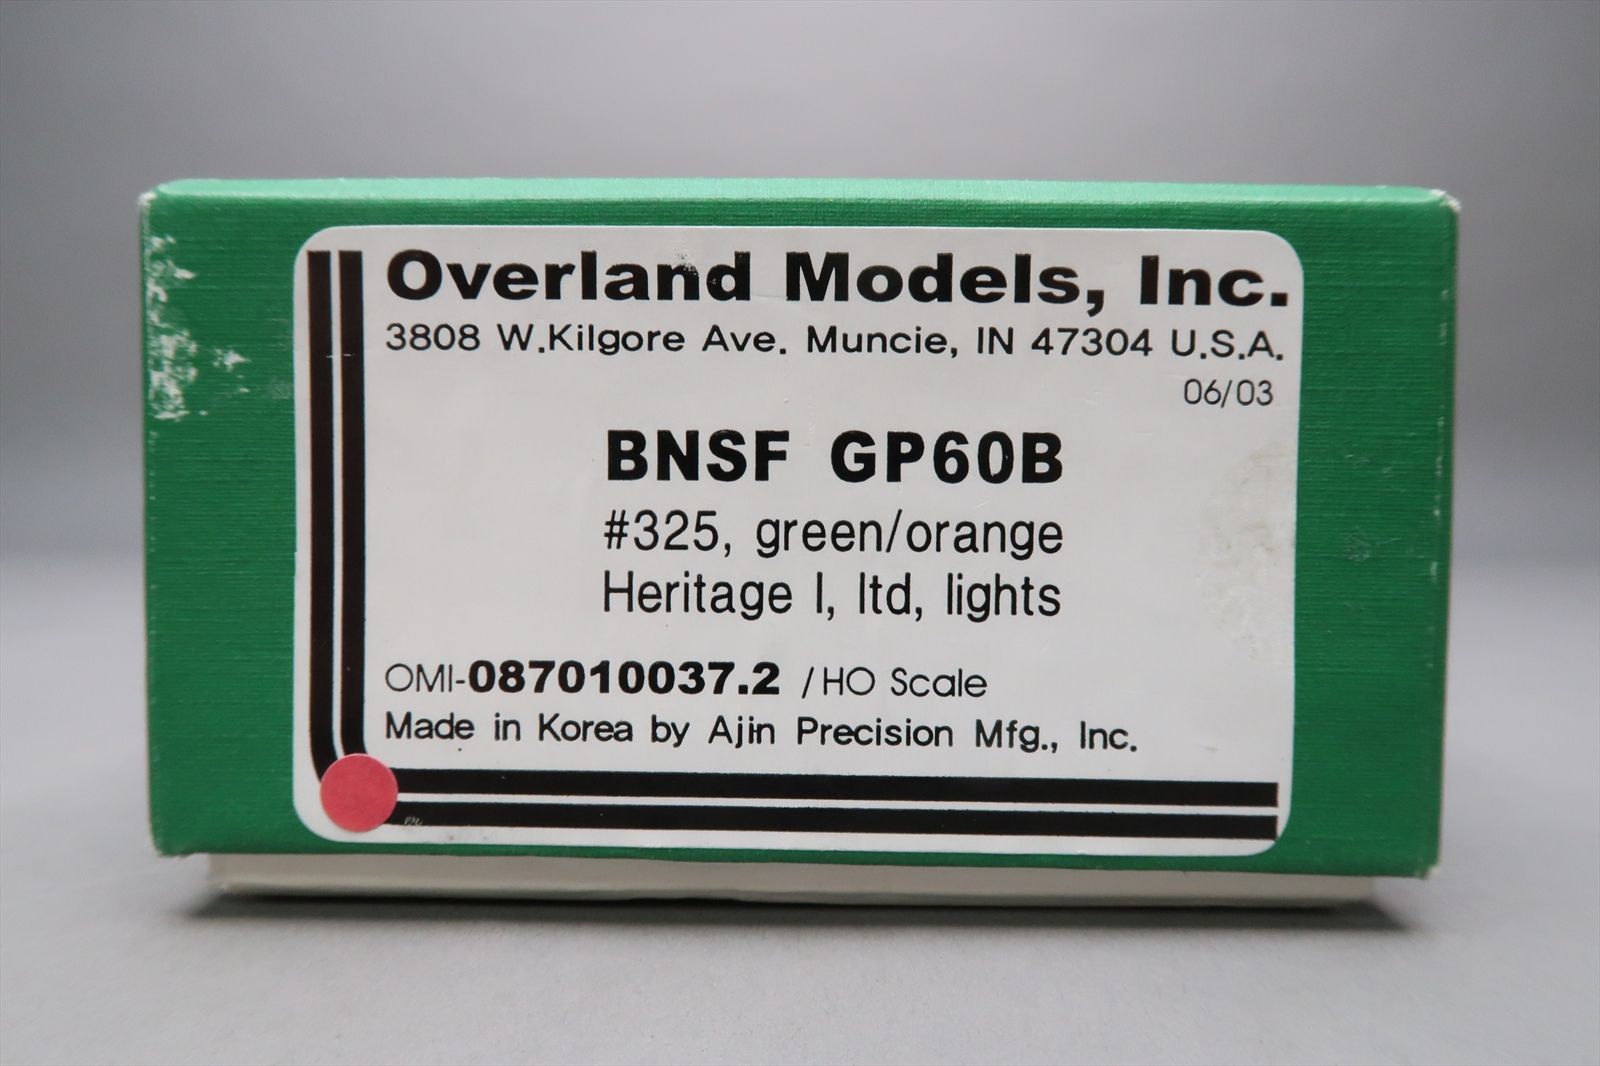 Overland Models, Inc.
3808 W.Kilgore Ave. Muncie, IN 47304 U.S.A.
06/03
BNSF GP60B
#325, green/orange
Heritage I, ltd, lights
OMI-087010037.2 /HO Scale
Made in Korea by Ajin Precision Mfg., Inc.